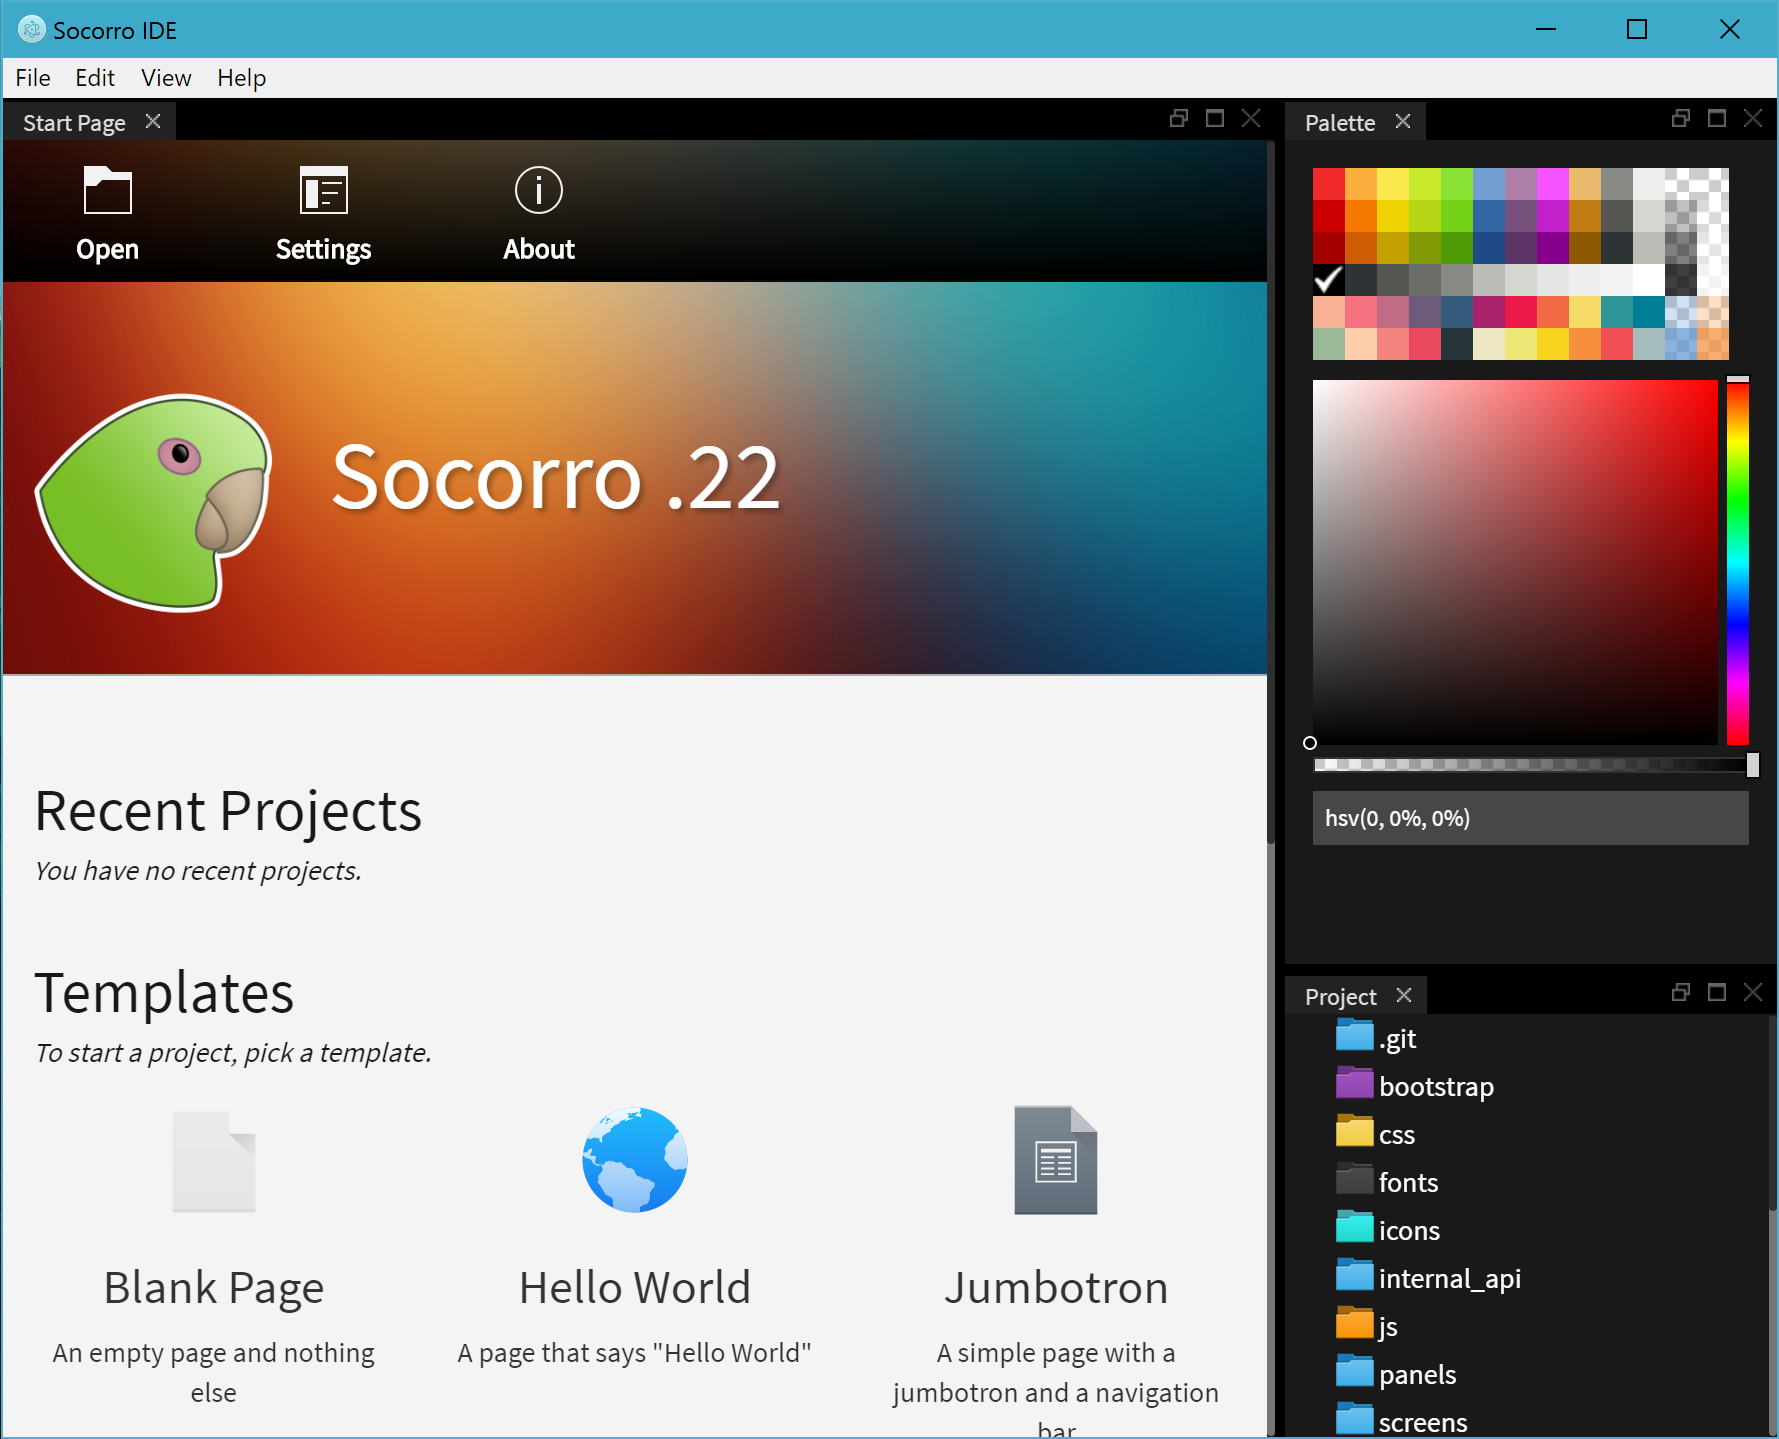 Socorro IDE
File Edit View Help
Start Page
Open Settings About
Socorro .22
Recent Projects
You have no recent projects.
Templates
To start a project, pick a template.
Blank Page
An empty page and nothing
else
Hello World
A page that says "Hello World"
Jumbotron
A simple page with a
jumbotron and a navigation
bar
Palette
hsv(0, 0%, 0%)
Project
.git
bootstrap
css
fonts
icons
internal_api
js
panels
screens